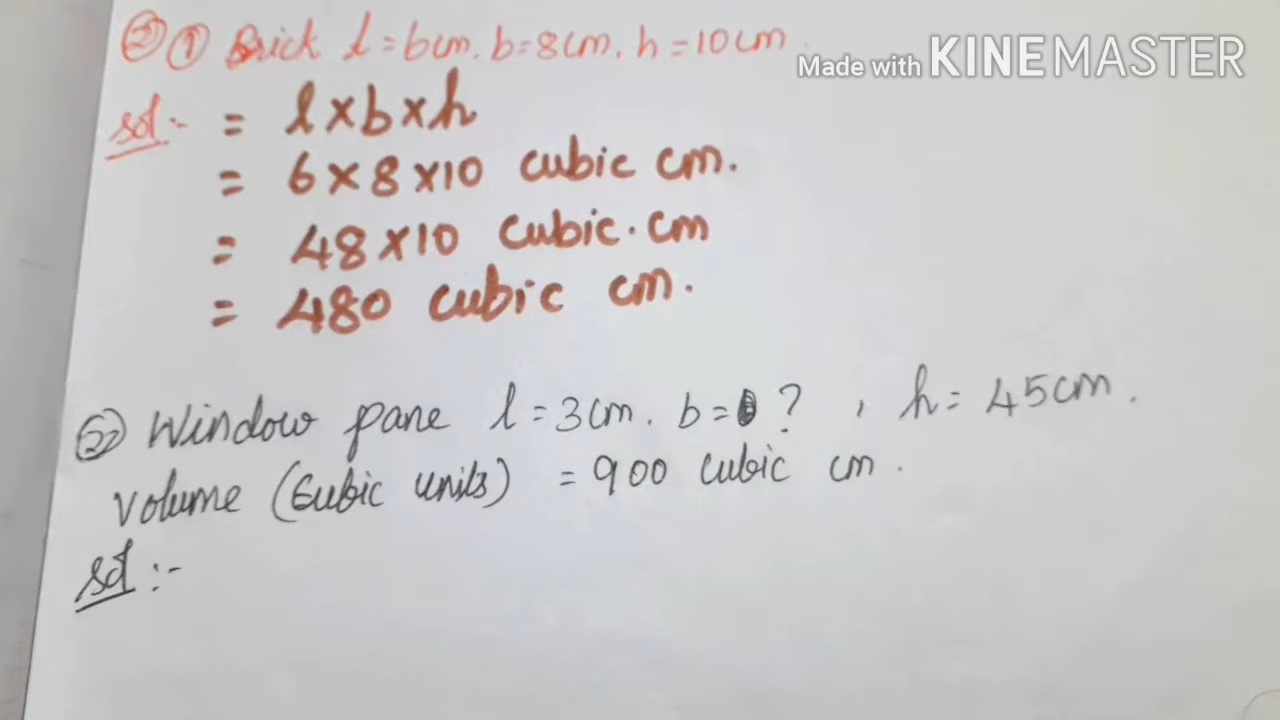 ② ① Brick l = 6cm. b = 8cm. h = 10cm
Made with KINEMASTER
sol :- = l × b × h
= 6 × 8 × 10 cubic cm.
= 48 × 10 cubic. cm
= 480 cubic cm.
② Window pane l = 3cm. b = ? , h = 45cm.
Volume (Cubic units) = 900 cubic cm.
sol :-